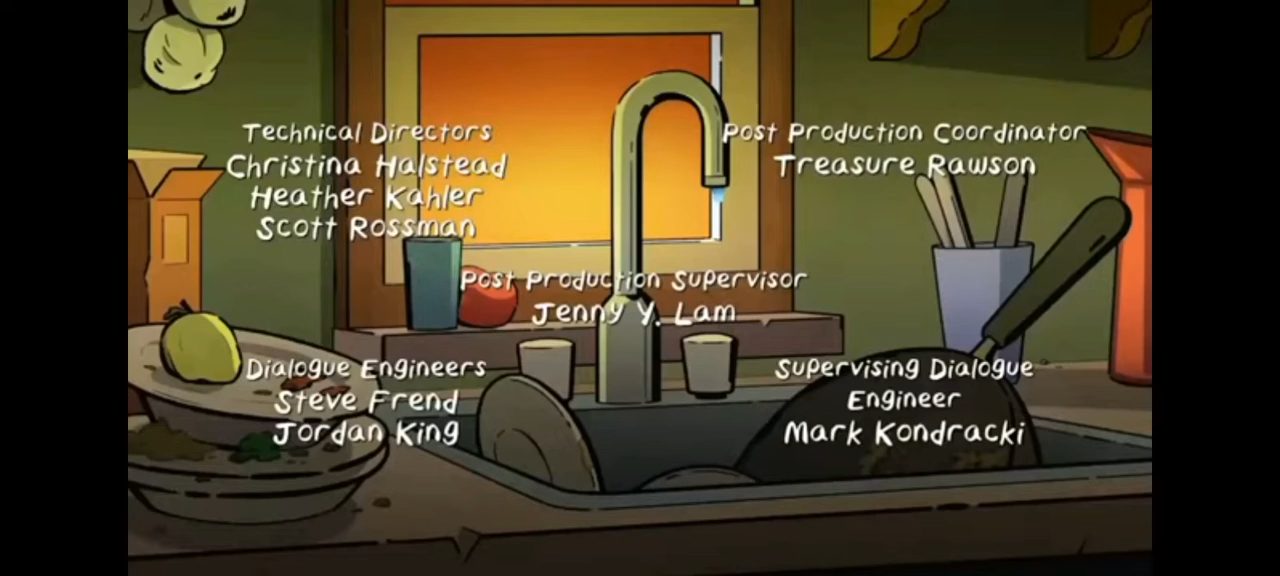 Technical Directors
Christina Halstead
Heather Kahler
Scott Rossman
Post Production Coordinator
Treasure Rawson
Post Production Supervisor
Jenny Y. Lam
Dialogue Engineers
Steve Frend
Jordan King
Supervising Dialogue
Engineer
Mark Kondracki